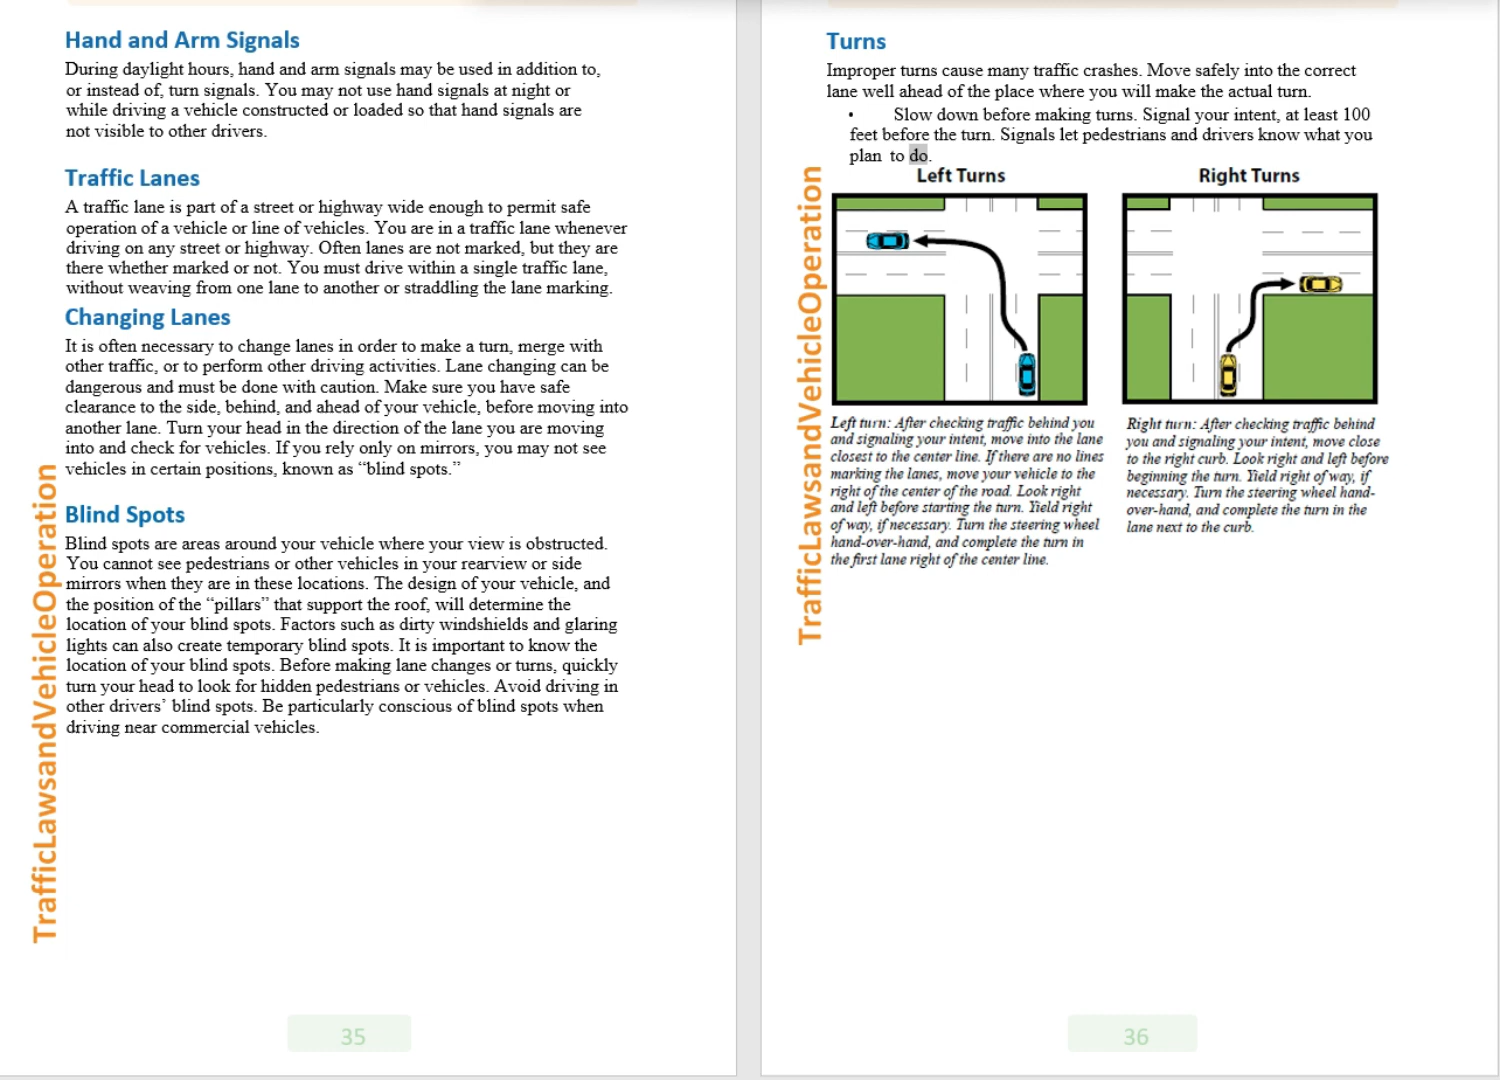 Hand and Arm Signals
During daylight hours, hand and arm signals may be used in addition to,
or instead of, turn signals. You may not use hand signals at night or
while driving a vehicle constructed or loaded so that hand signals are
not visible to other drivers.
Traffic Lanes
A traffic lane is part of a street or highway wide enough to permit safe
operation of a vehicle or line of vehicles. You are in a traffic lane whenever
driving on any street or highway. Often lanes are not marked, but they are
there whether marked or not. You must drive within a single traffic lane,
without weaving from one lane to another or straddling the lane marking.
Changing Lanes
It is often necessary to change lanes in order to make a turn, merge with
other traffic, or to perform other driving activities. Lane changing can be
dangerous and must be done with caution. Make sure you have safe
clearance to the side, behind, and ahead of your vehicle, before moving into
another lane. Turn your head in the direction of the lane you are moving
into and check for vehicles. If you rely only on mirrors, you may not see
vehicles in certain positions, known as “blind spots.”
Blind Spots
Blind spots are areas around your vehicle where your view is obstructed.
You cannot see pedestrians or other vehicles in your rearview or side
mirrors when they are in these locations. The design of your vehicle, and
the position of the “pillars” that support the roof, will determine the
location of your blind spots. Factors such as dirty windshields and glaring
lights can also create temporary blind spots. It is important to know the
location of your blind spots. Before making lane changes or turns, quickly
turn your head to look for hidden pedestrians or vehicles. Avoid driving in
other drivers’ blind spots. Be particularly conscious of blind spots when
driving near commercial vehicles.
TrafficLawsandVehicleOperation
35
Turns
Improper turns cause many traffic crashes. Move safely into the correct
lane well ahead of the place where you will make the actual turn.
• Slow down before making turns. Signal your intent, at least 100
feet before the turn. Signals let pedestrians and drivers know what you
plan to do.
Left Turns
Left turn: After checking traffic behind you
and signaling your intent, move into the lane
closest to the center line. If there are no lines
marking the lanes, move your vehicle to the
right of the center of the road. Look right
and left before starting the turn. Yield right
of way, if necessary. Turn the steering wheel
hand-over-hand, and complete the turn in
the first lane right of the center line.
Right Turns
Right turn: After checking traffic behind
you and signaling your intent, move close
to the right curb. Look right and left before
beginning the turn. Yield right of way, if
necessary. Turn the steering wheel hand-
over-hand, and complete the turn in the
lane next to the curb.
TrafficLawsandVehicleOperation
36